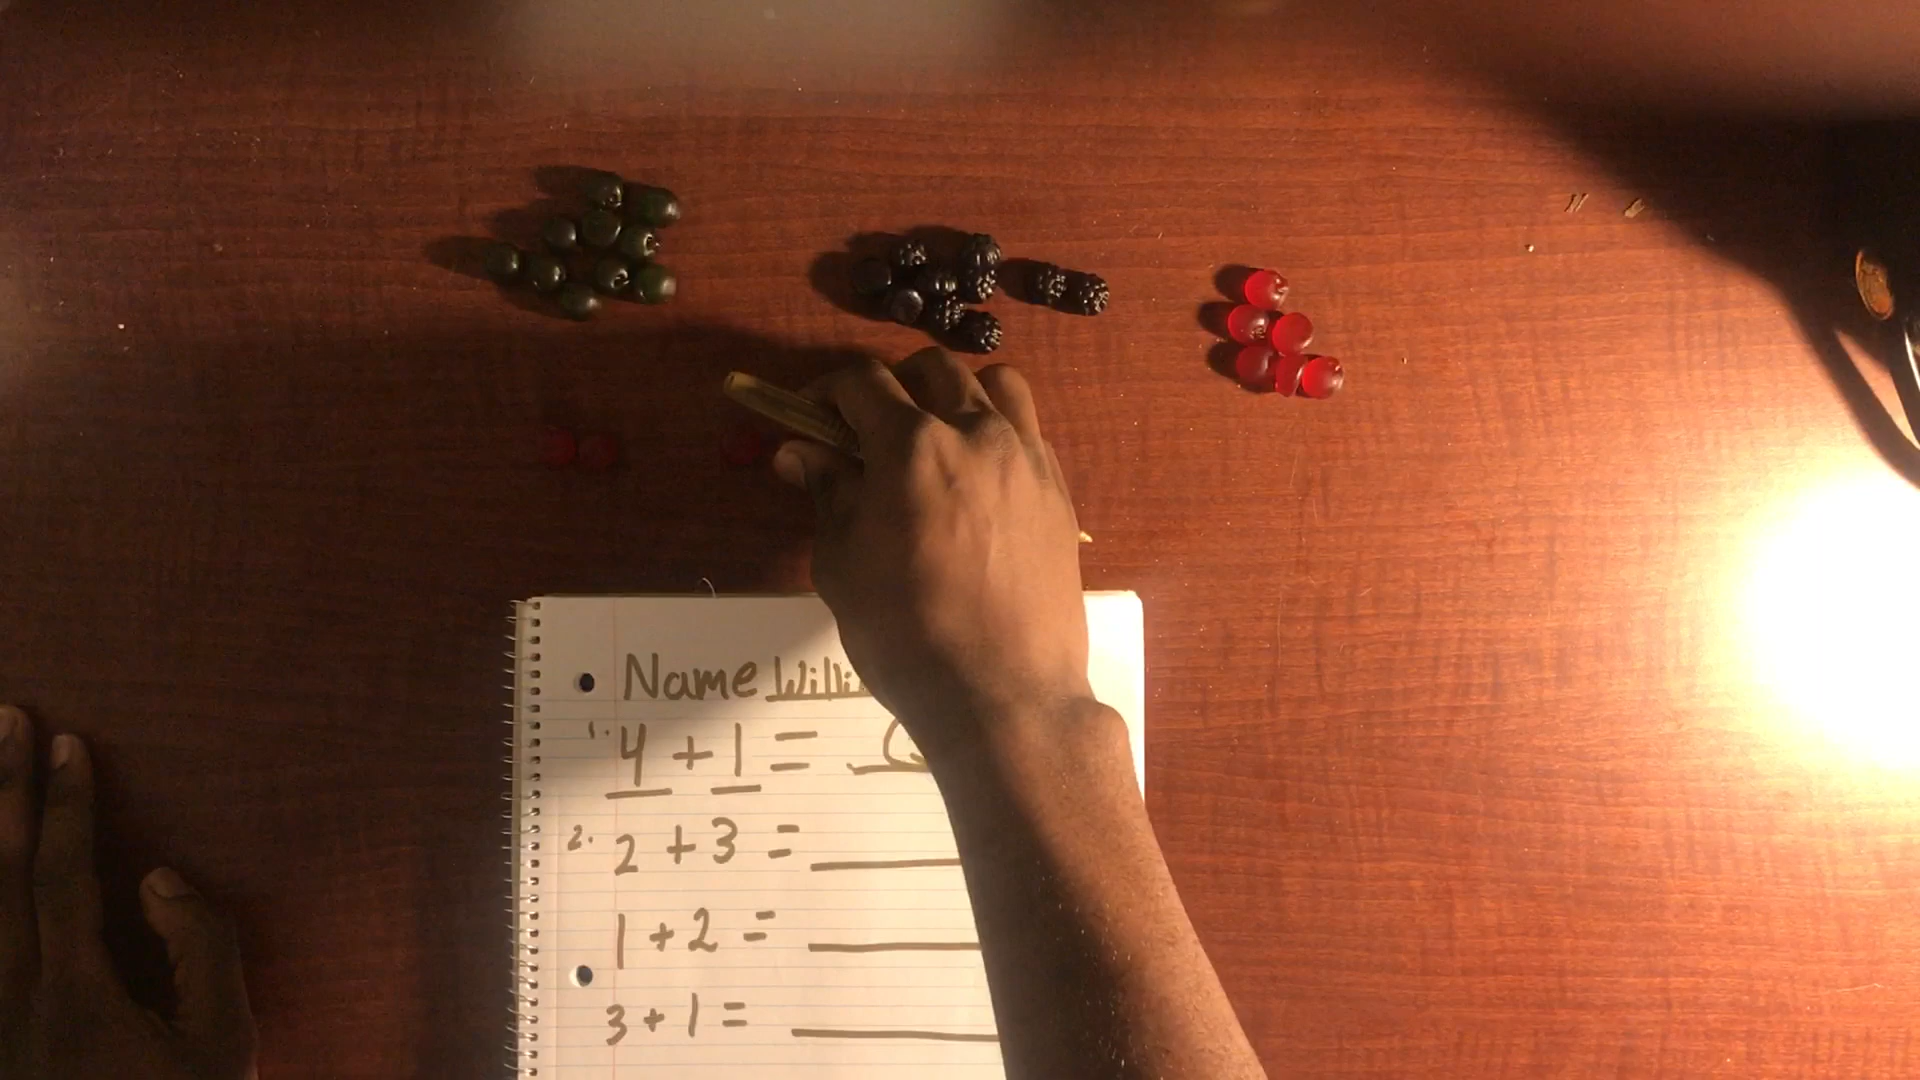 Name
1. 4 + 1 =
2. 2 + 3 =
1 + 2 =
3 + 1 =